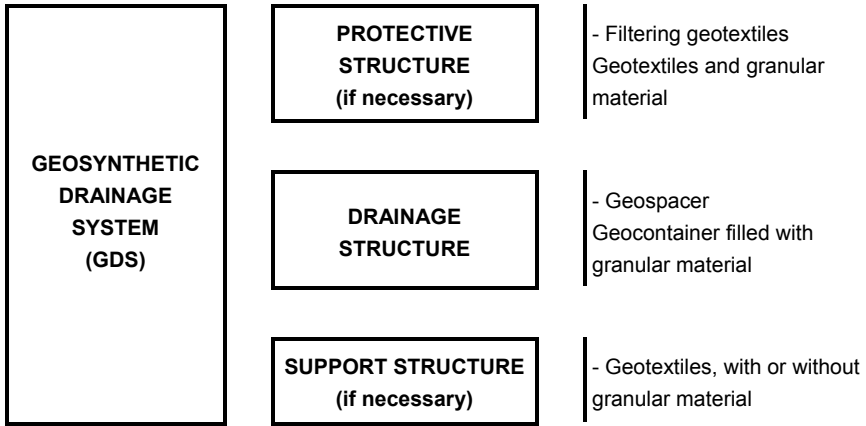 GEOSYNTHETIC
DRAINAGE
SYSTEM
(GDS)
PROTECTIVE
STRUCTURE
(if necessary)
- Filtering geotextiles
Geotextiles and granular
material
DRAINAGE
STRUCTURE
- Geospacer
Geocontainer filled with
granular material
SUPPORT STRUCTURE
(if necessary)
- Geotextiles, with or without
granular material